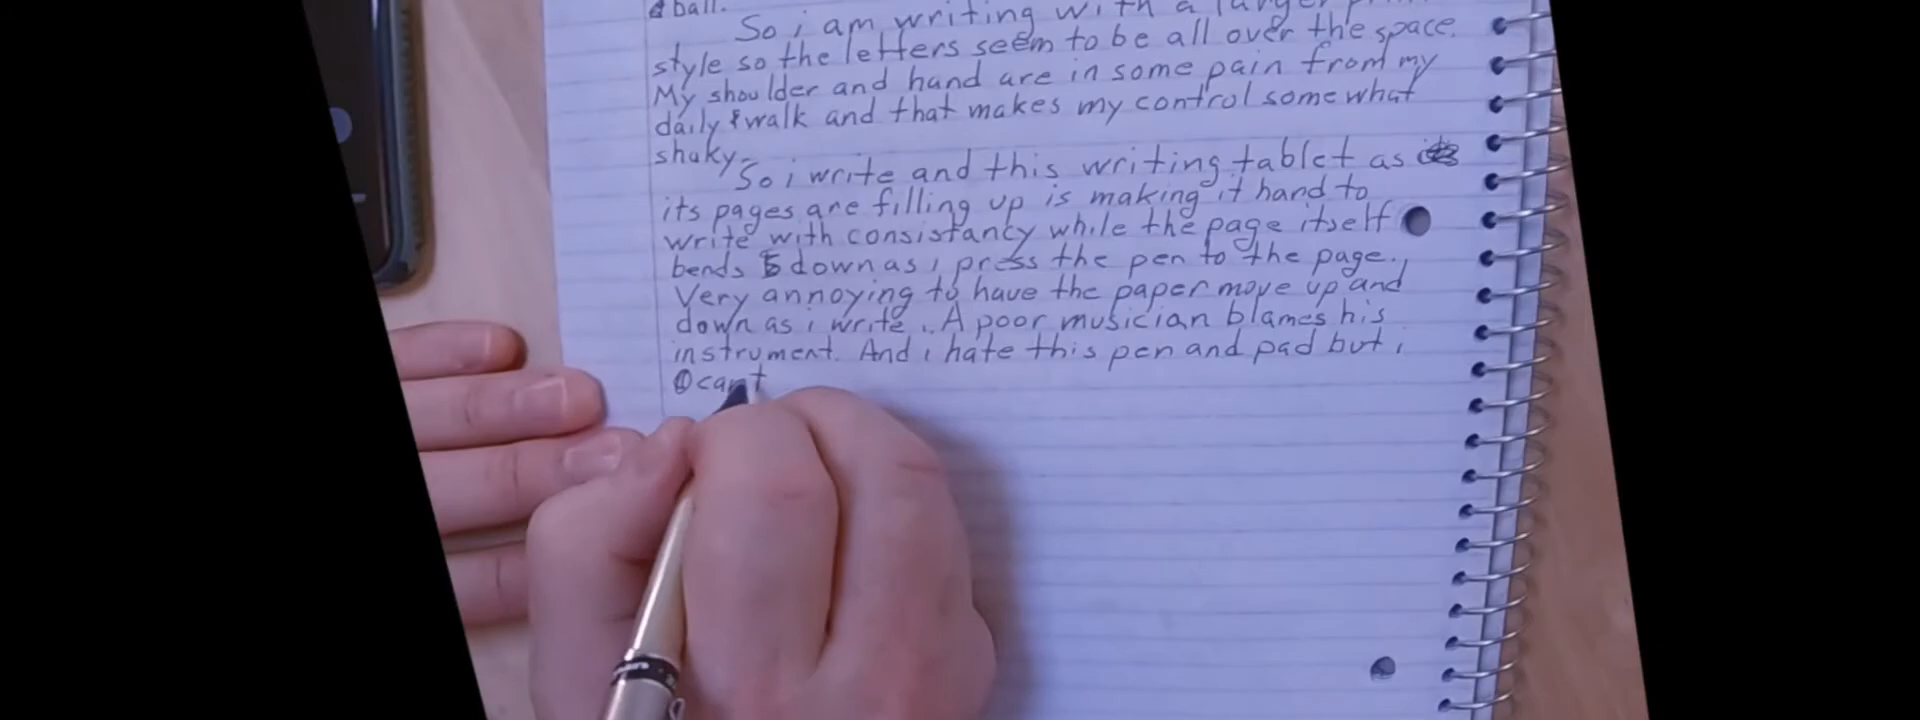 ball.
So i am writing with a larger
style so the letters seem to be all over the space.
My shoulder and hand are in some pain from my
daily walk and that makes my control somewhat
shaky.
So i write and this writing tablet as
its pages are filling up is making it hard to
write with consistancy while the page itself
bends down as i press the pen to the page.
Very annoying to have the paper move up and
down as i write. A poor musician blames his
instrument. And i hate this pen and pad but i
cant